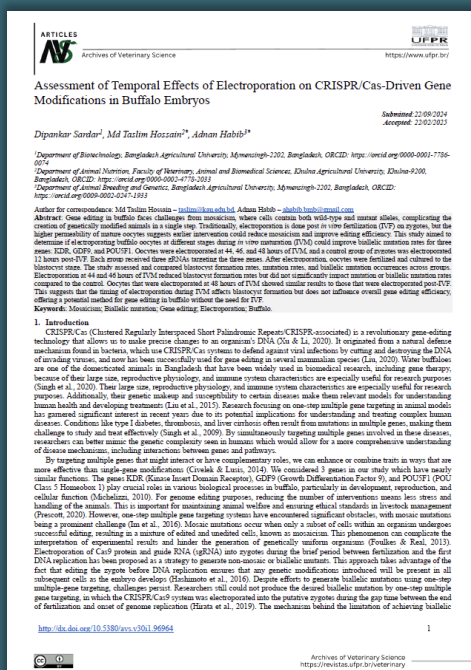 ARTICLES
AVS
Archives of Veterinary Science
UFPR
https://www.ufpr.br/
Assessment of Temporal Effects of Electroporation on CRISPR/Cas-Driven Gene
Modifications in Buffalo Embryos
Submitted: 22/09/2024
Accepted: 22/02/2025
Dipankar Sardar1, Md Taslim Hossain2*, Adnan Habib3*
1Department of Biotechnology, Bangladesh Agricultural University, Mymensingh-2202, Bangladesh, ORCID: https://orcid.org/0000-0001-7786-
0074
2Department of Animal Nutrition, Faculty of Veterinary, Animal and Biomedical Sciences, Khulna Agricultural University, Khulna-9200,
Bangladesh, ORCID: https://orcid.org/0000-0002-4778-2033
3Department of Animal Breeding and Genetics, Bangladesh Agricultural University, Mymensingh-2202, Bangladesh, ORCID:
https://orcid.org/0009-0002-0247-1943
Author for correspondence: Md Taslim Hossain – taslim@kau.edu.bd, Adnan Habib – shabib.bmb@mail.com
Abstract: Gene editing in buffalo faces challenges from mosaicism, where cells contain both wild-type and mutant alleles, complicating the
creation of genetically modified animals in a single step. Traditionally, electroporation is done post in vitro fertilization (IVF) on zygotes, but the
higher permeability of mature oocytes suggests earlier intervention could reduce mosaicism and improve editing efficiency. This study aimed to
determine if electroporating buffalo oocytes at different stages during in vitro maturation (IVM) could improve biallelic mutation rates for three
genes: KDR, GDF9, and POU5F1. Oocytes were electroporated at 44, 46, and 48 hours of IVM, and a control group of zygotes was electroporated
12 hours post-IVF. Each group received three gRNAs targeting the three genes. After electroporation, oocytes were fertilized and cultured to the
blastocyst stage. The study assessed and compared blastocyst formation rates, mutation rates, and biallelic mutation occurrences across groups.
Electroporation at 44 and 46 hours of IVM reduced blastocyst formation rates but did not significantly impact mutation or biallelic mutation rates
compared to the control. Oocytes that were electroporated at 48 hours of IVM showed similar results to those that were electroporated post-IVF.
This suggests that the timing of electroporation during IVM affects blastocyst formation but does not influence overall gene editing efficiency,
offering a potential method for gene editing in buffalo without the need for IVF.
Keywords: Mosaicism; Biallelic mutation; Gene editing; Electroporation; Buffalo.
1. Introduction
CRISPR/Cas (Clustered Regularly Interspaced Short Palindromic Repeats/CRISPR-associated) is a revolutionary gene-editing
technology that allows us to make precise changes to an organism's DNA (Xu & Li, 2020). It originated from a natural defense
mechanism found in bacteria, which use CRISPR/Cas systems to defend against viral infections by cutting and destroying the DNA
of invading viruses, and now has been successfully used for gene editing in several mammalian species (Liu, 2020). Water buffaloes
are one of the domesticated animals in Bangladesh that have been widely used in biomedical research, including gene therapy,
because of their large size, reproductive physiology, and immune system characteristics are especially useful for research purposes
(Singh et al., 2020). Their large size, reproductive physiology, and immune system characteristics are especially useful for research
purposes. Additionally, their genetic makeup and susceptibility to certain diseases make them relevant models for understanding
human health and developing treatments (Lin et al., 2015). Research focusing on one-step multiple gene targeting in animal models
has garnered significant interest in recent years due to its potential implications for understanding and treating complex human
diseases. Conditions like type I diabetes, thrombosis, and liver cirrhosis often result from mutations in multiple genes, making them
challenge to study and treat effectively (Singh et al., 2009). By simultaneously targeting multiple genes involved in these diseases,
researchers can better mimic the genetic complexity seen in humans which would allow for a more comprehensive understanding
of disease mechanisms, including interactions between genes and pathways.
By targeting multiple genes that might interact or have complementary roles, we can enhance or combine traits in ways that are
more effective than single-gene modifications (Civelek & Lusis, 2014). We considered 3 genes in our study which have nearly
similar functions. The genes KDR (Kinase Insert Domain Receptor), GDF9 (Growth Differentiation Factor 9), and POU5F1 (POU
Class 5 Homeobox 1) play crucial roles in various biological processes in buffalo, particularly in development, reproduction, and
cellular function (Michelizzi, 2010). For genome editing purposes, reducing the number of interventions means less stress and
handling of the animals. This is important for maintaining animal welfare and ensuring ethical standards in livestock management
(Prescott, 2020). However, one-step multiple gene targeting systems have encountered significant obstacles, with mosaic mutations
being a prominent challenge (Im et al., 2016). Mosaic mutations occur when only a subset of cells within an organism undergoes
successful editing, resulting in a mixture of edited and unedited cells, known as mosaicism. This phenomenon can complicate the
interpretation of experimental results and hinder the generation of genetically uniform organisms (Foulkes & Real, 2013).
Electroporation of Cas9 protein and guide RNA (sgRNA) into zygotes during the brief period between fertilization and the first
DNA replication has been proposed as a strategy to generate non-mosaic or biallelic mutants. This approach takes advantage of the
fact that editing the zygote before DNA replication ensures that any genetic modifications introduced will be present in all
subsequent cells as the embryo develops (Hashimoto et al., 2016). Despite efforts to generate biallelic mutations using one-step
multiple-gene targeting, challenges persist. Researchers still could not produce the desired biallelic mutation by one-step multiple
gene targeting, in which the CRISPR/Cas9 system was electroporated into the putative zygotes during the gap time between the end
of fertilization and onset of genome replication (Hirata et al., 2019). The mechanism behind the limitation of achieving biallelic
http://dx.doi.org/10.5380/avs.v30i1.96964
1
Archives of Veterinary Science
https://revistas.ufpr.br/veterinary